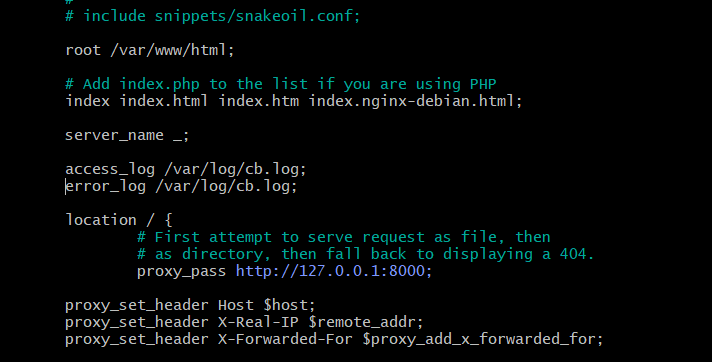 #
# include snippets/snakeoil.conf;
root /var/www/html;
# Add index.php to the list if you are using PHP
index index.html index.htm index.nginx-debian.html;
server_name _;
access_log /var/log/cb.log;
error_log /var/log/cb.log;
location / {
# First attempt to serve request as file, then
# as directory, then fall back to displaying a 404.
proxy_pass http://127.0.0.1:8000;
proxy_set_header Host $host;
proxy_set_header X-Real-IP $remote_addr;
proxy_set_header X-Forwarded-For $proxy_add_x_forwarded_for;